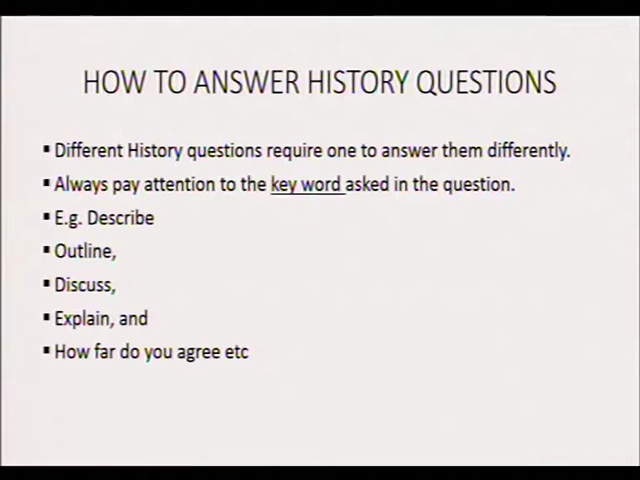 HOW TO ANSWER HISTORY QUESTIONS
▪ Different History questions require one to answer them differently.
▪ Always pay attention to the key word asked in the question.
▪ E.g. Describe
▪ Outline,
▪ Discuss,
▪ Explain, and
▪ How far do you agree etc